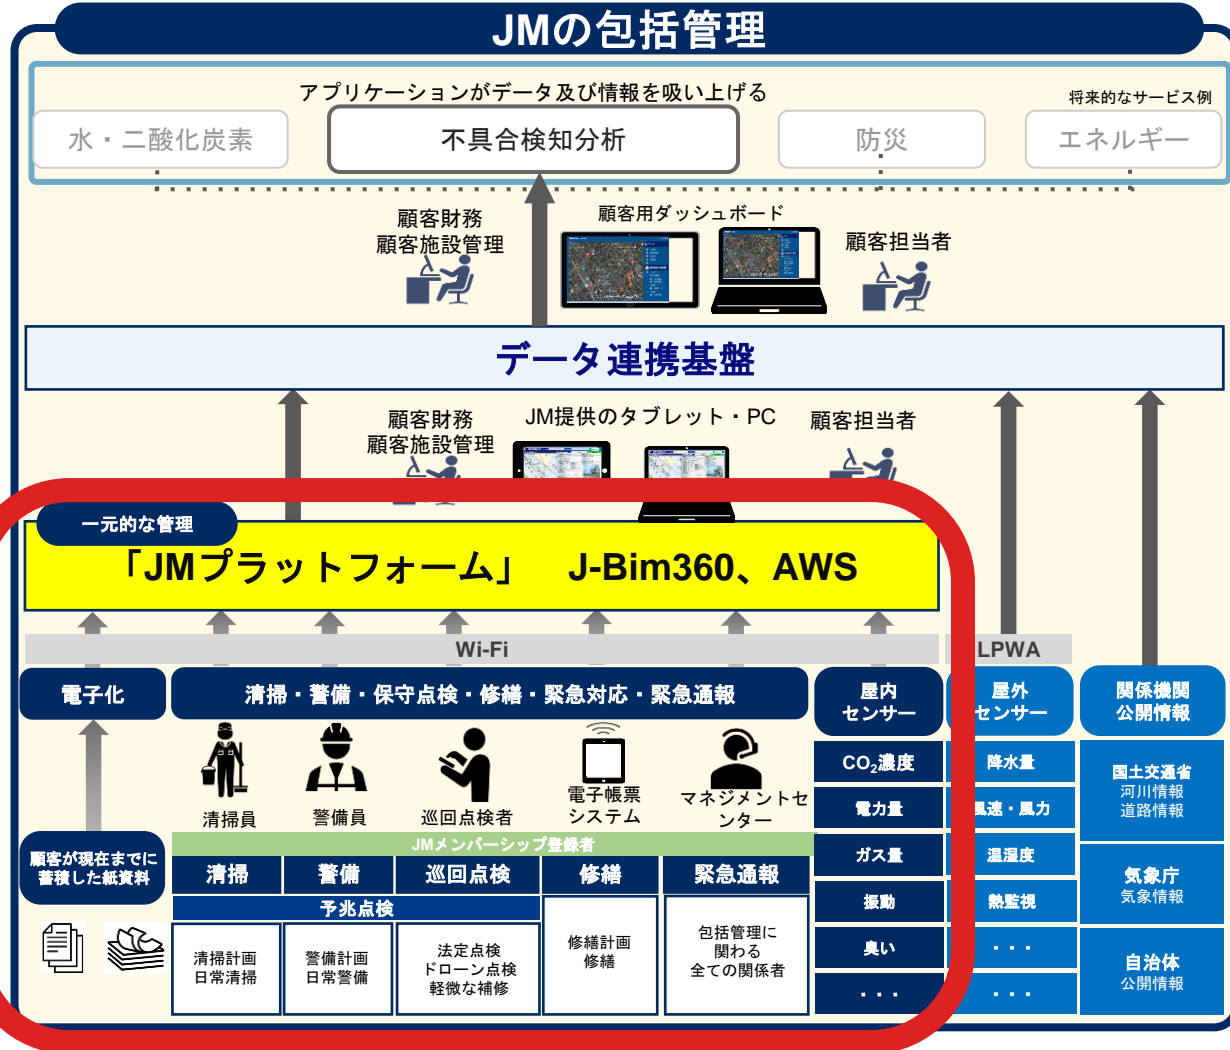 JMの包括管理
アプリケーションがデータ及び情報を吸い上げる
将来的なサービス例
水・二酸化炭素
不具合検知分析
防災
エネルギー
顧客財務
顧客施設管理
顧客用ダッシュボード
顧客担当者
データ連携基盤
顧客財務
顧客施設管理
JM提供のタブレット・PC
顧客担当者
一元的な管理
「JMプラットフォーム」　J-Bim360、AWS
Wi-Fi
LPWA
電子化
清掃・警備・保守点検・修繕・緊急対応・緊急通報
屋内
センサー
屋外
センサー
関係機関
公開情報
清掃員
警備員
巡回点検者
電子帳票
システム
マネジメントセ
ンター
JMメンバーシップ登録者
顧客が現在までに
蓄積した紙資料
清掃
警備
巡回点検
修繕
緊急通報
予兆点検
清掃計画
日常清掃
警備計画
日常警備
法定点検
ドローン点検
軽微な補修
修繕計画
修繕
包括管理に
関わる
全ての関係者
CO₂濃度
電力量
ガス量
振動
臭い
・・・
降水量
風速・風力
温湿度
熱監視
・・・
・・・
国土交通省
河川情報
道路情報
気象庁
気象情報
自治体
公開情報